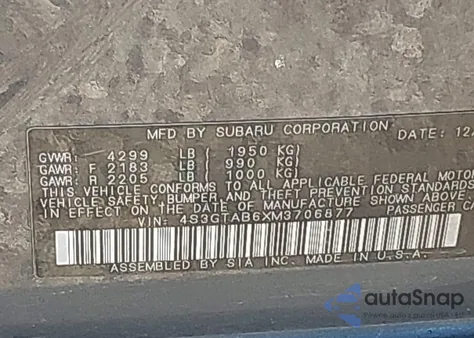 MFD BY SUBARU CORPORATION DATE: 12/
GVWR: 4299 LB ( 1950 KG)
GAWR: F 2183 LB ( 990 KG)
GAWR: R 2205 LB ( 1000 KG)
THIS VEHICLE CONFORMS TO ALL APPLICABLE FEDERAL MOTOR
VEHICLE SAFETY, BUMPER, AND THEFT PREVENTION STANDARDS
IN EFFECT ON THE DATE OF MANUFACTURE SHOWN ABOVE.
VIN: 4S3GTAB6XM3706877 PASSENGER CA
ASSEMBLED BY SIA INC. MADE IN U.S.A.
autoSnap